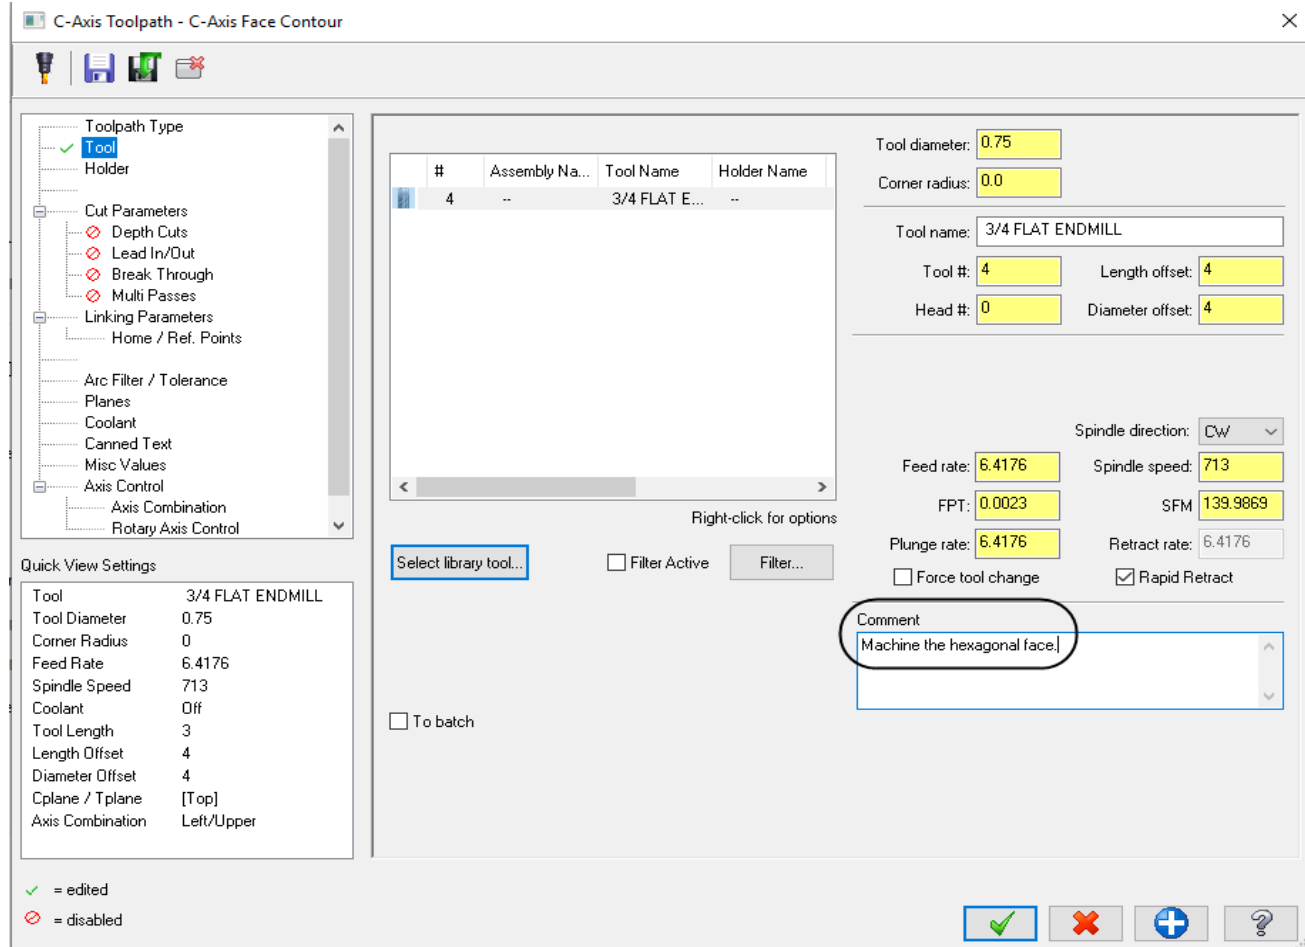 C-Axis Toolpath - C-Axis Face Contour
Toolpath Type
Tool
Holder
Cut Parameters
Depth Cuts
Lead In/Out
Break Through
Multi Passes
Linking Parameters
Home / Ref. Points
Arc Filter / Tolerance
Planes
Coolant
Canned Text
Misc Values
Axis Control
Axis Combination
Rotary Axis Control
Quick View Settings
Tool 3/4 FLAT ENDMILL
Tool Diameter 0.75
Corner Radius 0
Feed Rate 6.4176
Spindle Speed 713
Coolant Off
Tool Length 3
Length Offset 4
Diameter Offset 4
Cplane / Tplane [Top]
Axis Combination Left/Upper
= edited
= disabled
# Assembly Na... Tool Name Holder Name
4 -- 3/4 FLAT E... --
Right-click for options
Select library tool... Filter Active Filter...
To batch
Tool diameter: 0.75
Corner radius: 0.0
Tool name: 3/4 FLAT ENDMILL
Tool #: 4 Length offset: 4
Head #: 0 Diameter offset: 4
Spindle direction: CW
Feed rate: 6.4176 Spindle speed: 713
FPT: 0.0023 SFM 139.9869
Plunge rate: 6.4176 Retract rate: 6.4176
Force tool change Rapid Retract
Comment
Machine the hexagonal face.